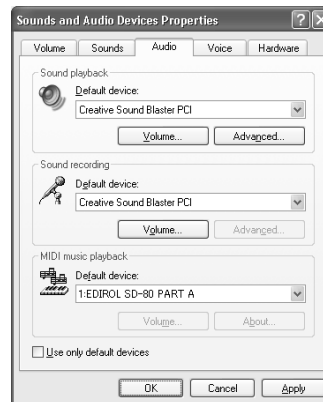 Sounds and Audio Devices Properties
Volume Sounds Audio Voice Hardware
Sound playback
Default device:
Creative Sound Blaster PCI
Volume... Advanced...
Sound recording
Default device:
Creative Sound Blaster PCI
Volume... Advanced...
MIDI music playback
Default device:
1:EDIROL SD-80 PART A
Volume... About...
Use only default devices
OK Cancel Apply